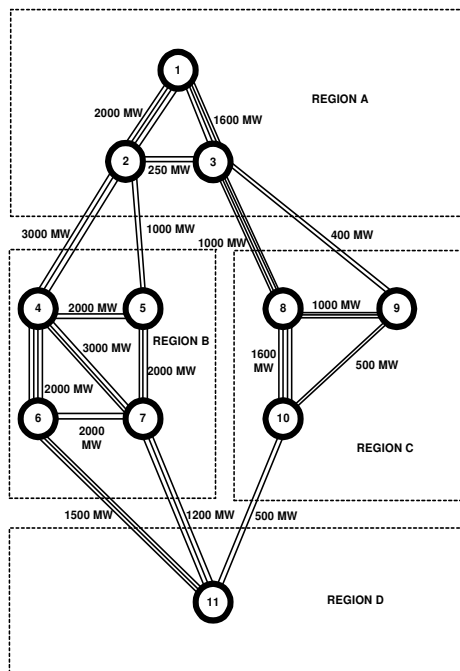 1
REGION A
2000 MW
1600 MW
2
3
250 MW
3000 MW
1000 MW
1000 MW
400 MW
4
5
8
9
2000 MW
1000 MW
3000 MW
REGION B
1600
MW
500 MW
2000 MW
2000 MW
6
7
10
2000
MW
REGION C
1500 MW
1200 MW
500 MW
11
REGION D